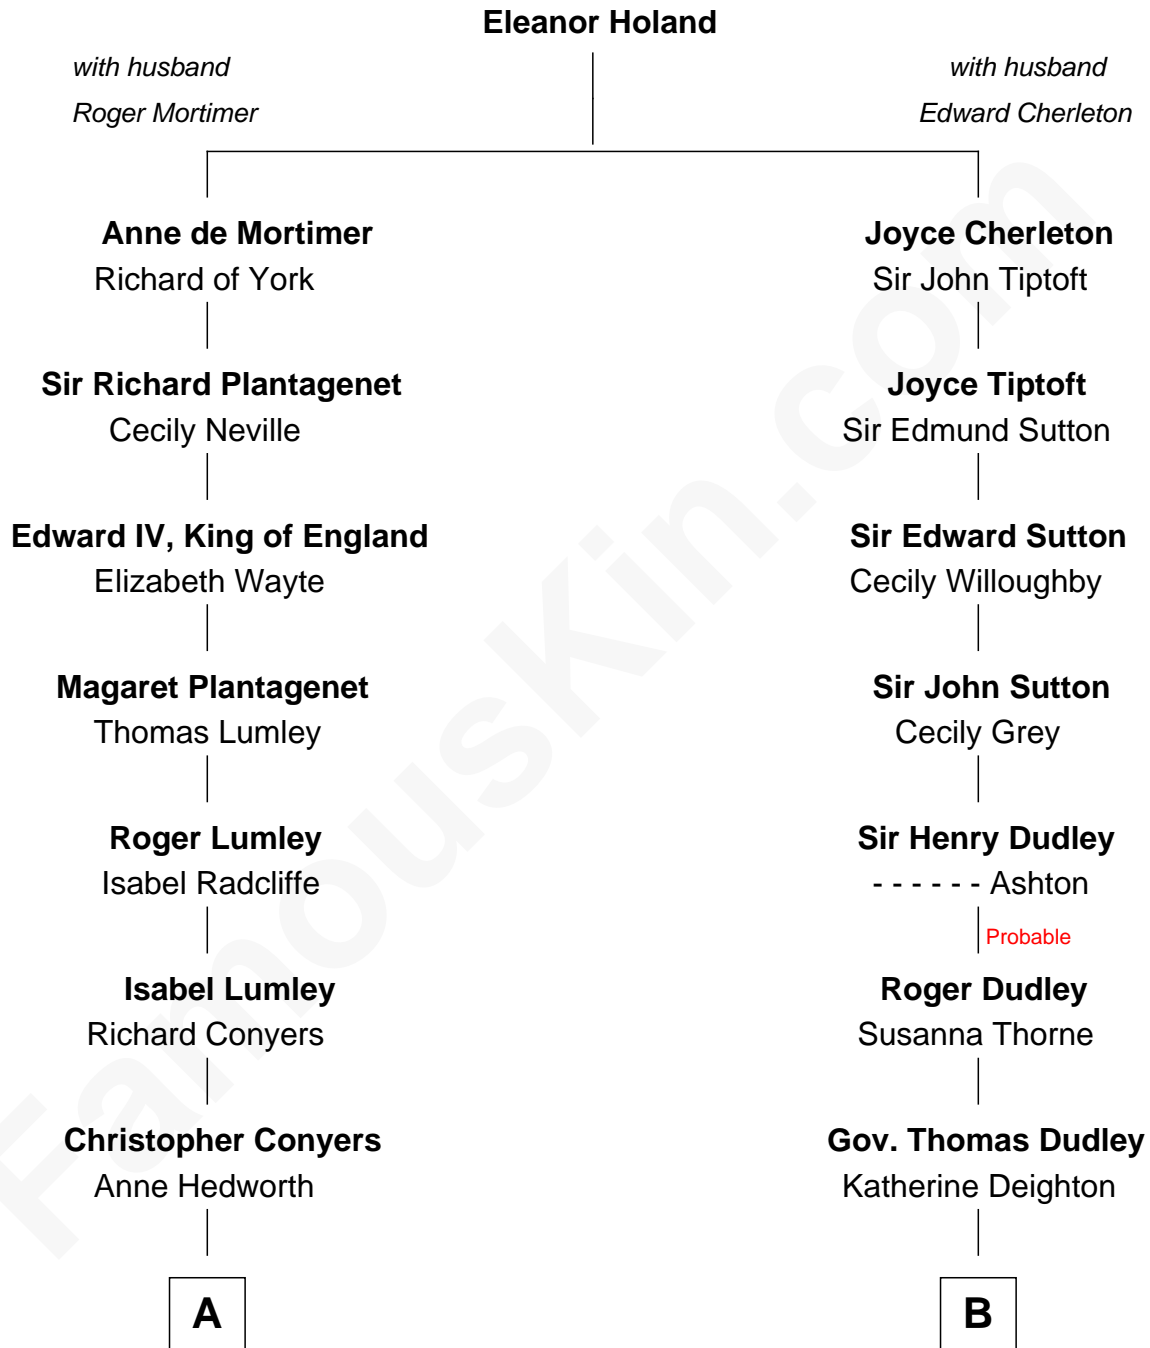 Eleanor Holand
with husband
Roger Mortimer
with husband
Edward Cherleton
Anne de Mortimer
Richard of York
Joyce Cherleton
Sir John Tiptoft
Sir Richard Plantagenet
Cecily Neville
Joyce Tiptoft
Sir Edmund Sutton
Edward IV, King of England
Elizabeth Wayte
Sir Edward Sutton
Cecily Willoughby
Magaret Plantagenet
Thomas Lumley
Sir John Sutton
Cecily Grey
Roger Lumley
Isabel Radcliffe
Sir Henry Dudley
- - - - - - Ashton
Probable
Isabel Lumley
Richard Conyers
Roger Dudley
Susanna Thorne
Christopher Conyers
Anne Hedworth
Gov. Thomas Dudley
Katherine Deighton
A
B
FamousKin.com